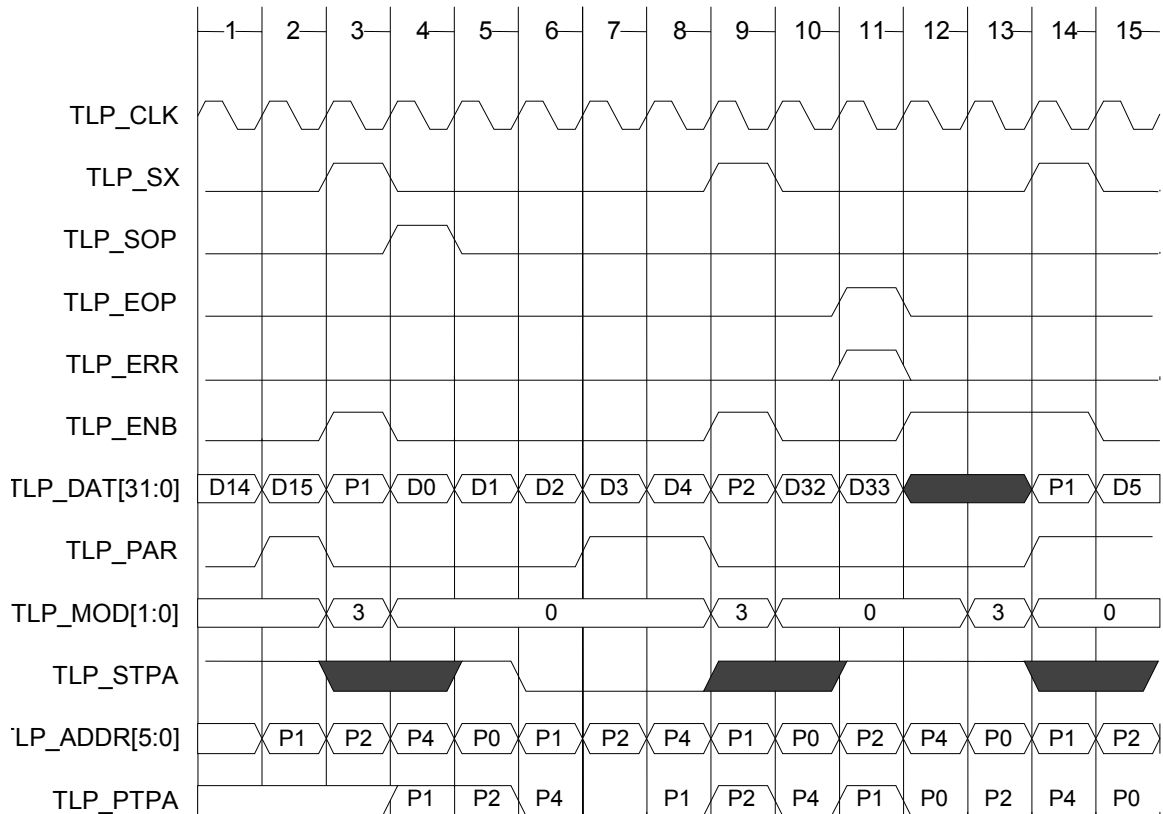 1 2 3 4 5 6 7 8 9 10 11 12 13 14 15
TLP_CLK
TLP_SX
TLP_SOP
TLP_EOP
TLP_ERR
TLP_ENB
TLP_DAT[31:0] D14 D15 P1 D0 D1 D2 D3 D4 P2 D32 D33 P1 D5
TLP_PAR
TLP_MOD[1:0] 3 0 3 0 3 0
TLP_STPA
LP_ADDR[5:0] P1 P2 P4 P0 P1 P2 P4 P1 P0 P2 P4 P0 P1 P2
TLP_PTPA P1 P2 P4 P1 P2 P4 P1 P0 P2 P4 P0